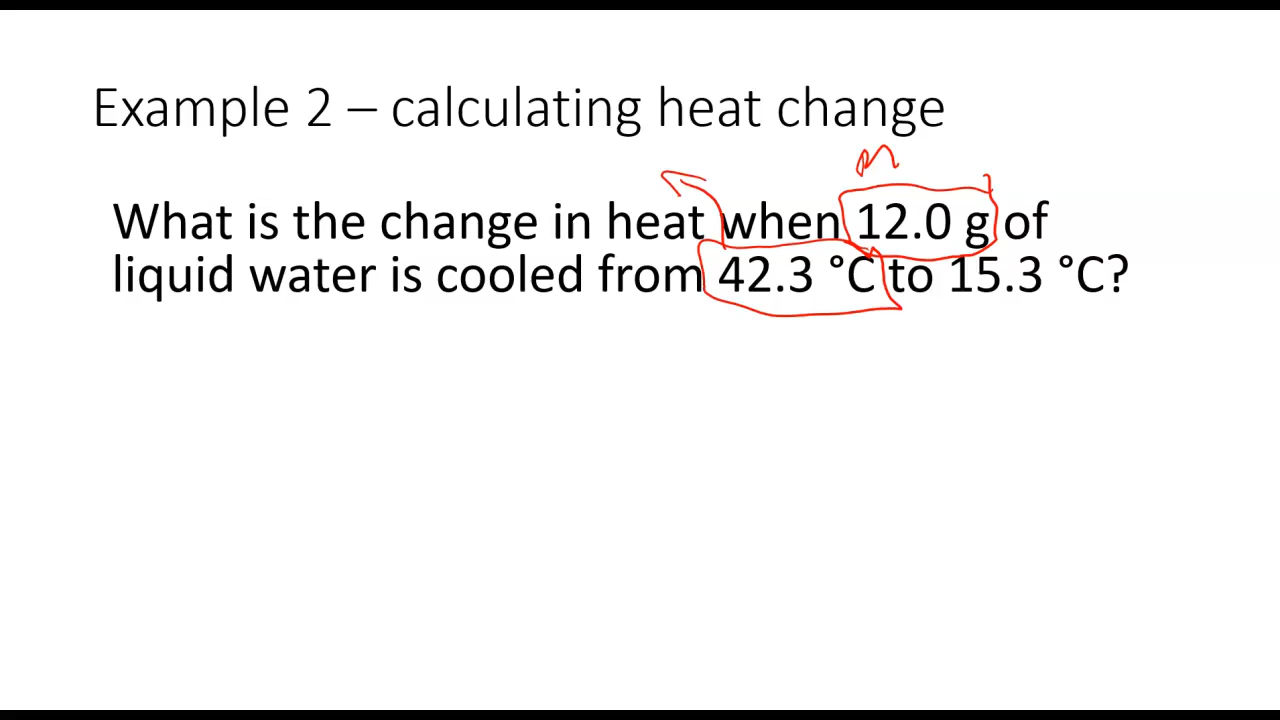 Example 2 – calculating heat change
m
What is the change in heat when 12.0 g of
liquid water is cooled from 42.3 °C to 15.3 °C?